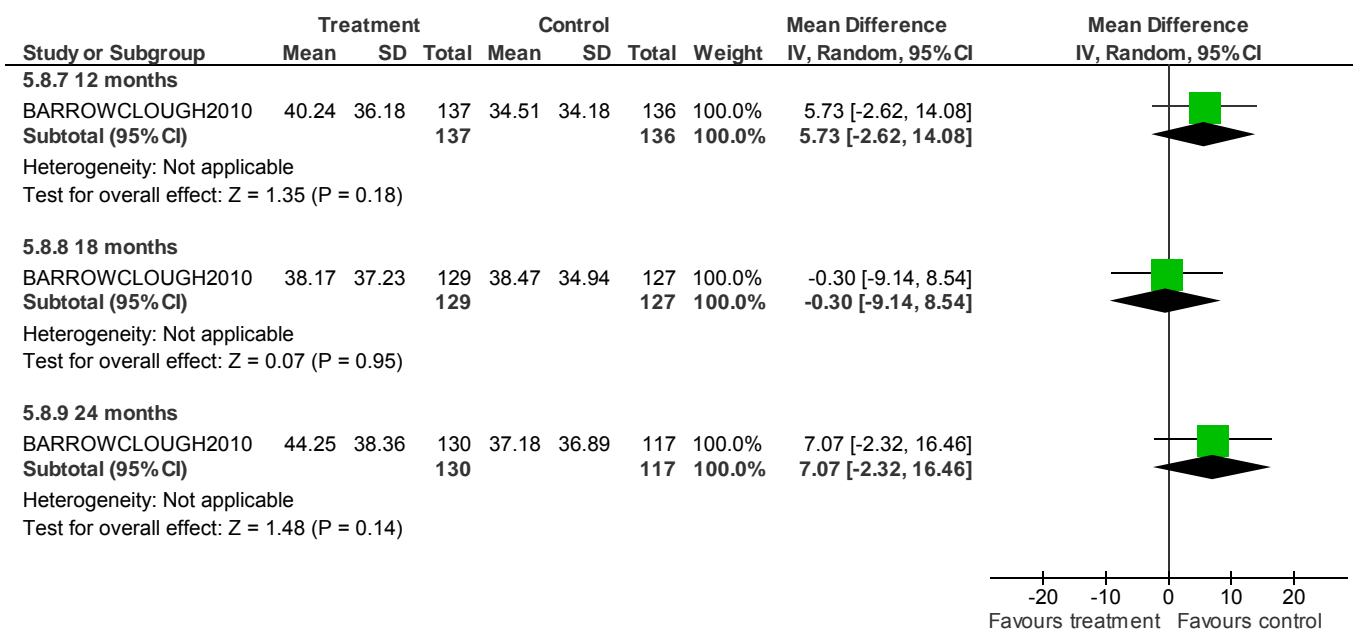 Treatment Control Mean Difference Mean Difference
Study or Subgroup Mean SD Total Mean SD Total Weight IV, Random, 95% CI IV, Random, 95% CI
5.8.7 12 months
BARROWCLOUGH2010 40.24 36.18 137 34.51 34.18 136 100.0% 5.73 [-2.62, 14.08]
Subtotal (95% CI) 137 136 100.0% 5.73 [-2.62, 14.08]
Heterogeneity: Not applicable
Test for overall effect: Z = 1.35 (P = 0.18)
5.8.8 18 months
BARROWCLOUGH2010 38.17 37.23 129 38.47 34.94 127 100.0% -0.30 [-9.14, 8.54]
Subtotal (95% CI) 129 127 100.0% -0.30 [-9.14, 8.54]
Heterogeneity: Not applicable
Test for overall effect: Z = 0.07 (P = 0.95)
5.8.9 24 months
BARROWCLOUGH2010 44.25 38.36 130 37.18 36.89 117 100.0% 7.07 [-2.32, 16.46]
Subtotal (95% CI) 130 117 100.0% 7.07 [-2.32, 16.46]
Heterogeneity: Not applicable
Test for overall effect: Z = 1.48 (P = 0.14)
-20 -10 0 10 20
Favours treatment Favours control